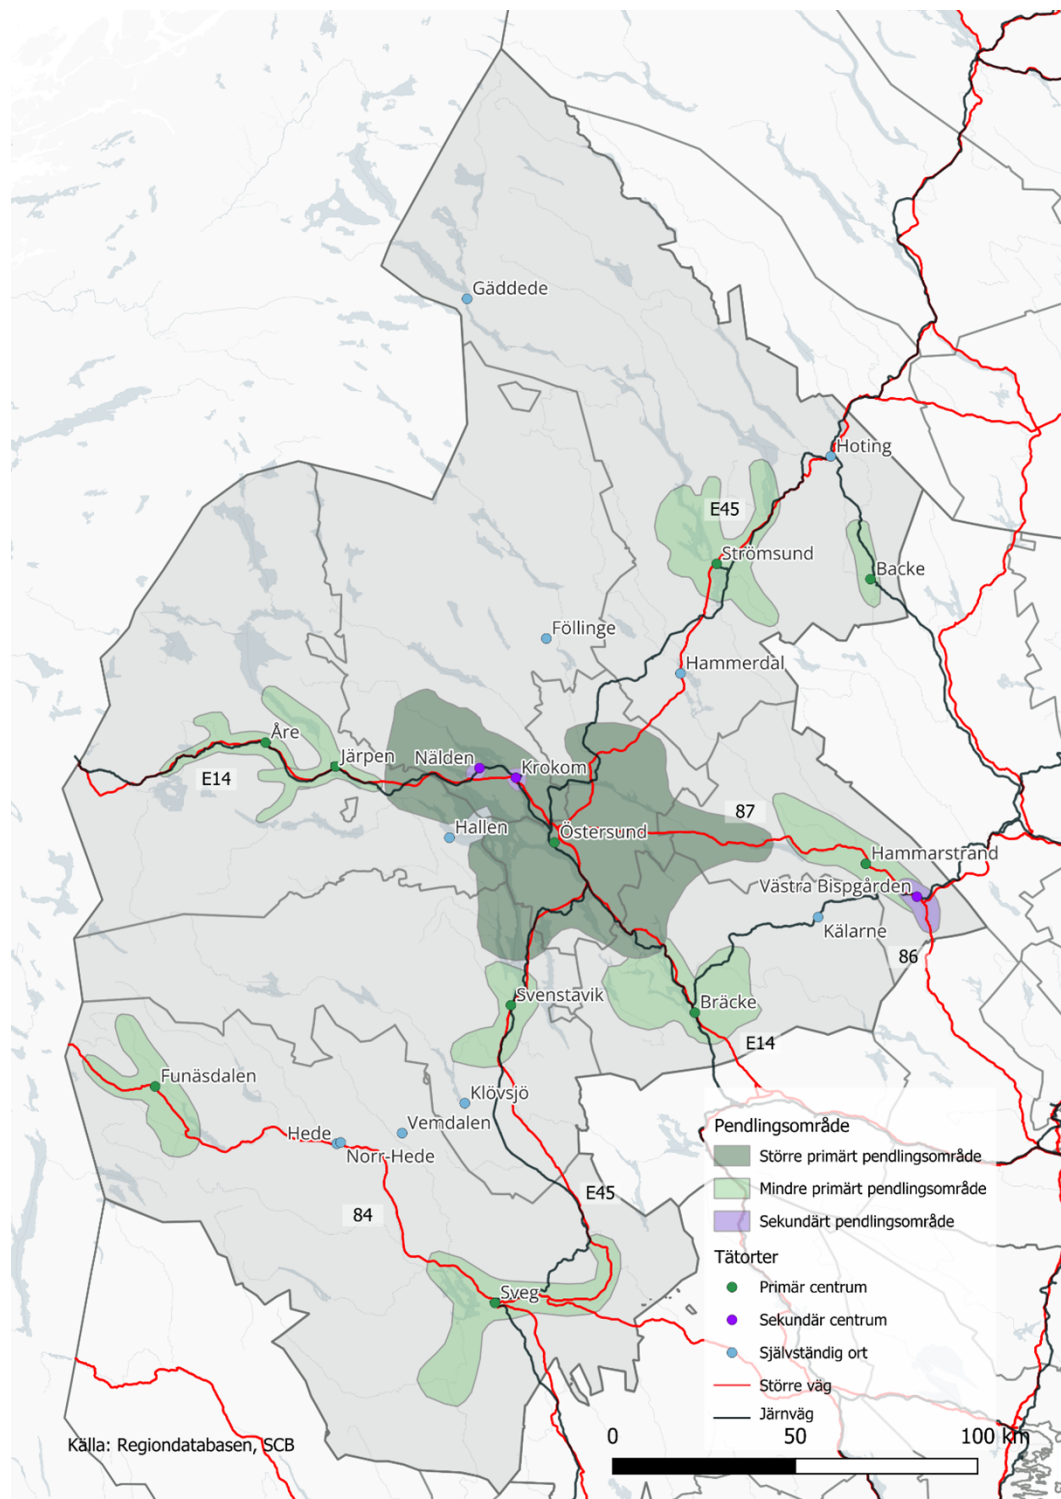 Gäddede
Hoting
E45
Strömsund
Backe
Föllinge
Hammerdal
Åre
Järpen
Nälden
Krokom
E14
87
Hallen
Östersund
Hammarstrand
Västra Bispgården
Kälarne
86
Svenstavik
Bräcke
E14
Funäsdalen
Klövsjö
Vemdalen
Hede
Norr-Hede
E45
84
Sveg
Pendlingsområde
Större primärt pendlingsområde
Mindre primärt pendlingsområde
Sekundärt pendlingsområde
Tätorter
Primär centrum
Sekundär centrum
Självständig ort
Större väg
Järnväg
0 50 100 km
Källa: Regiondatabasen, SCB